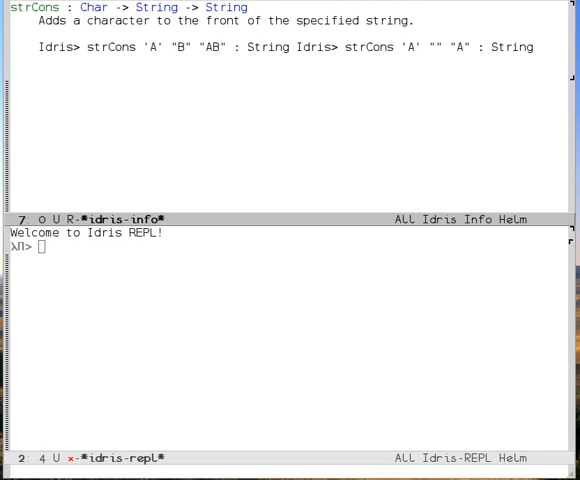 strCons : Char -> String -> String
Adds a character to the front of the specified string.
Idris> strCons 'A' "B" "AB" : String Idris> strCons 'A' "" "A" : String
7: O U R-*idris-info* ALL Idris Info Helm
Welcome to Idris REPL!
λΠ>
2: 4 U ×-*idris-repl* ALL Idris-REPL Helm